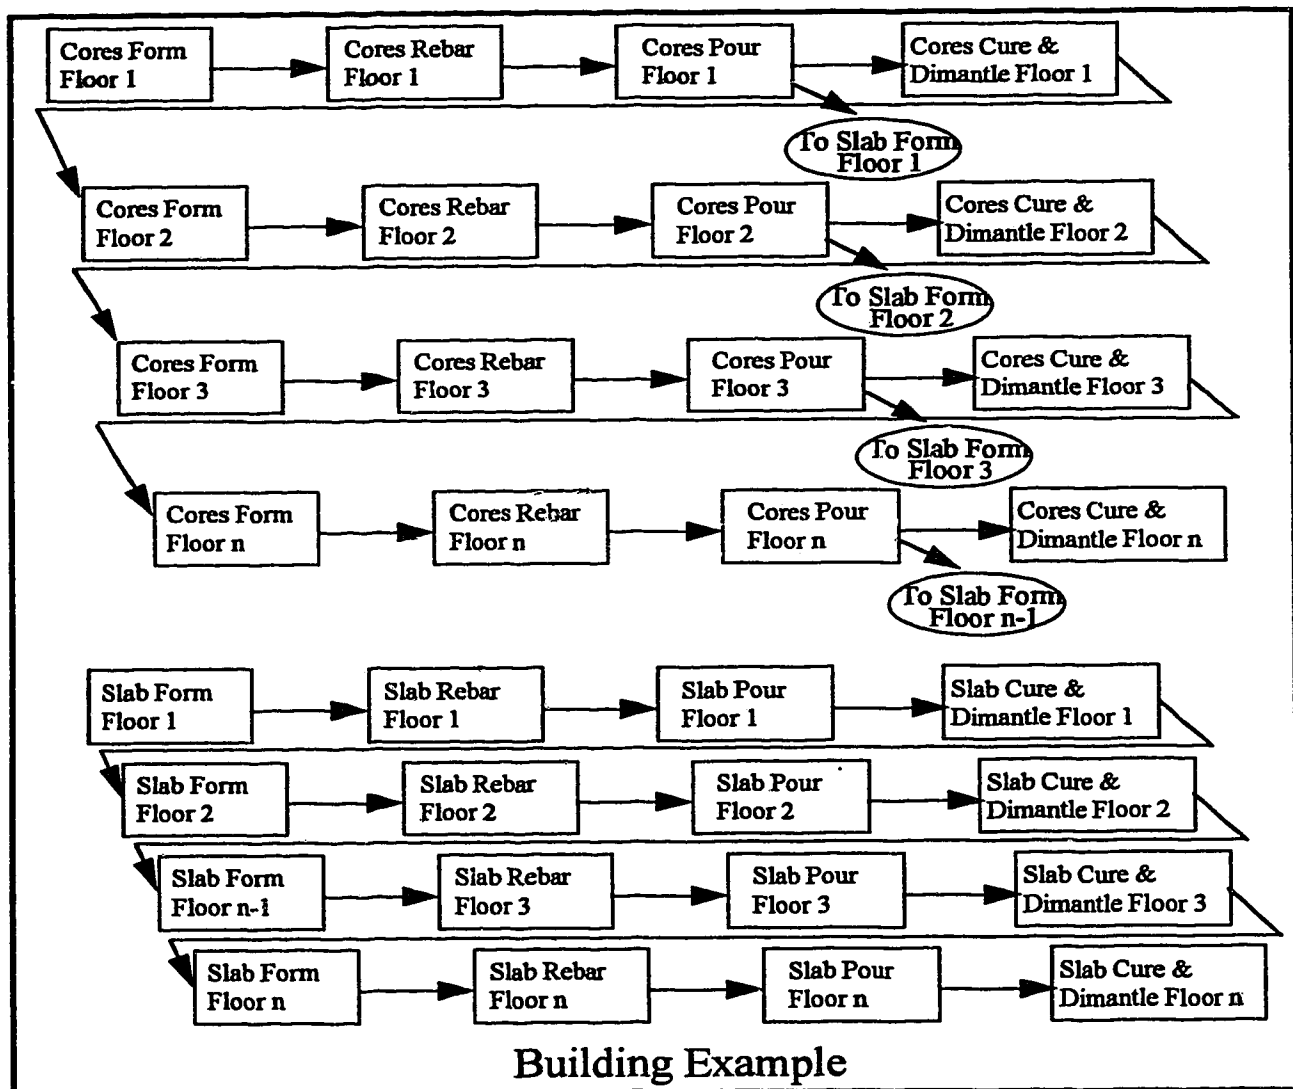 Cores Form
Floor 1
Cores Rebar
Floor 1
Cores Pour
Floor 1
Cores Cure &
Dimantle Floor 1
To Slab Form
Floor 1
Cores Form
Floor 2
Cores Rebar
Floor 2
Cores Pour
Floor 2
Cores Cure &
Dimantle Floor 2
To Slab Form
Floor 2
Cores Form
Floor 3
Cores Rebar
Floor 3
Cores Pour
Floor 3
Cores Cure &
Dimantle Floor 3
To Slab Form
Floor 3
Cores Form
Floor n
Cores Rebar
Floor n
Cores Pour
Floor n
Cores Cure &
Dimantle Floor n
To Slab Form
Floor n-1
Slab Form
Floor 1
Slab Rebar
Floor 1
Slab Pour
Floor 1
Slab Cure &
Dimantle Floor 1
Slab Form
Floor 2
Slab Rebar
Floor 2
Slab Pour
Floor 2
Slab Cure &
Dimantle Floor 2
Slab Form
Floor n-1
Slab Rebar
Floor 3
Slab Pour
Floor 3
Slab Cure &
Dimantle Floor 3
Slab Form
Floor n
Slab Rebar
Floor n
Slab Pour
Floor n
Slab Cure &
Dimantle Floor n
Building Example